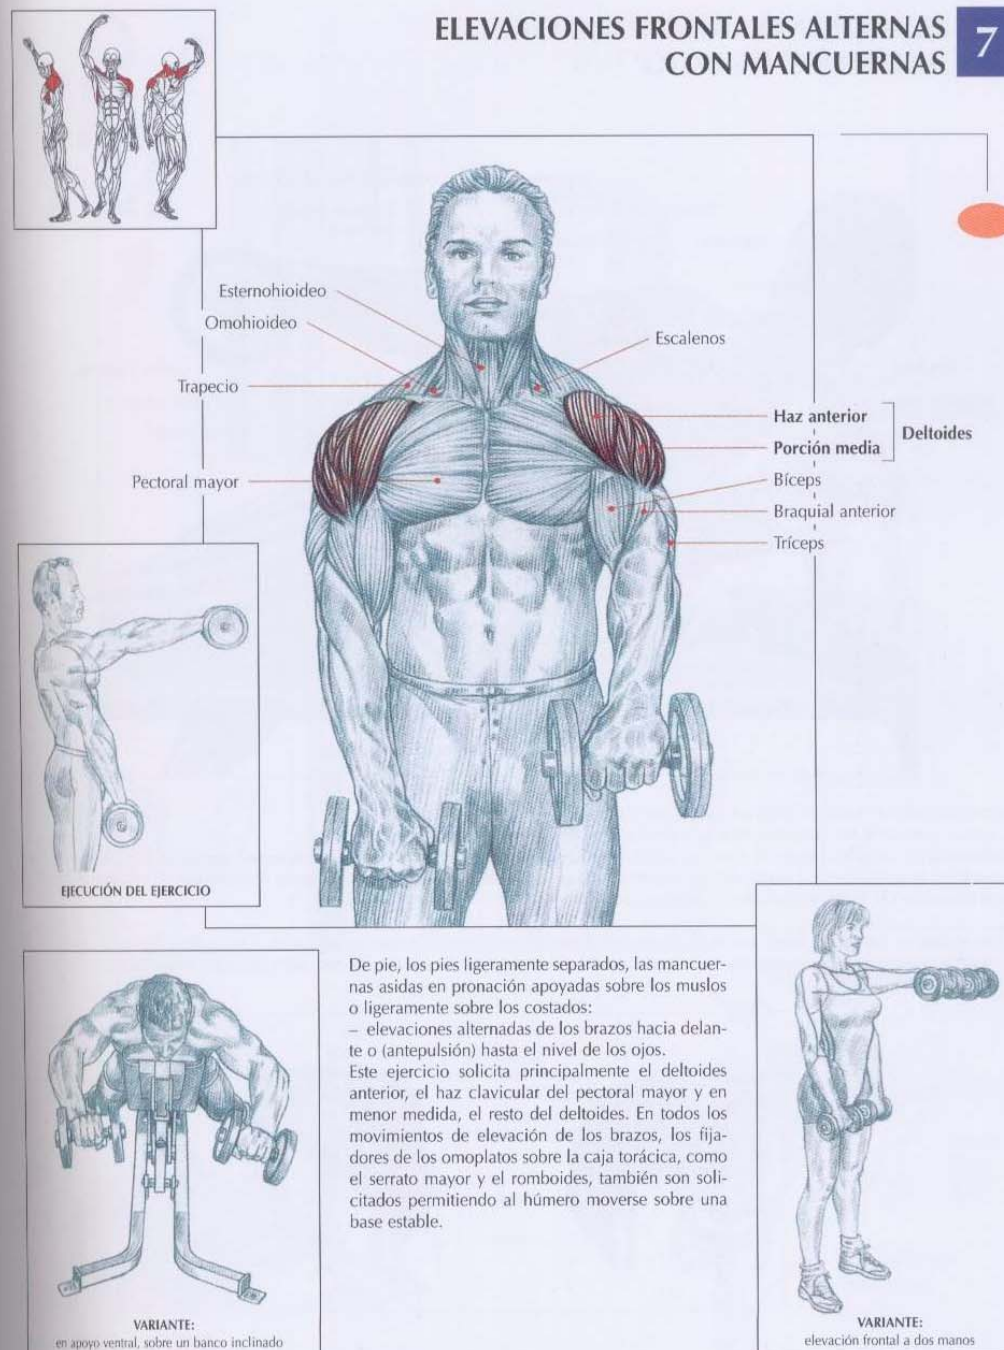 ELEVACIONES FRONTALES ALTERNAS
CON MANCUERNAS
7
Esternohioideo
Omohioideo
Trapecio
Pectoral mayor
Escalenos
Haz anterior
Porción media
Deltoides
Bíceps
Braquial anterior
Tríceps
EJECUCIÓN DEL EJERCICIO
De pie, los pies ligeramente separados, las mancuer-
nas asidas en pronación apoyadas sobre los muslos
o ligeramente sobre los costados:
– elevaciones alternadas de los brazos hacia delan-
te o (antepulsión) hasta el nivel de los ojos.
Este ejercicio solicita principalmente el deltoides
anterior, el haz clavicular del pectoral mayor y en
menor medida, el resto del deltoides. En todos los
movimientos de elevación de los brazos, los fija-
dores de los omoplatos sobre la caja torácica, como
el serrato mayor y el romboides, también son soli-
citados permitiendo al húmero moverse sobre una
base estable.
VARIANTE:
en apoyo ventral, sobre un banco inclinado
VARIANTE:
elevación frontal a dos manos